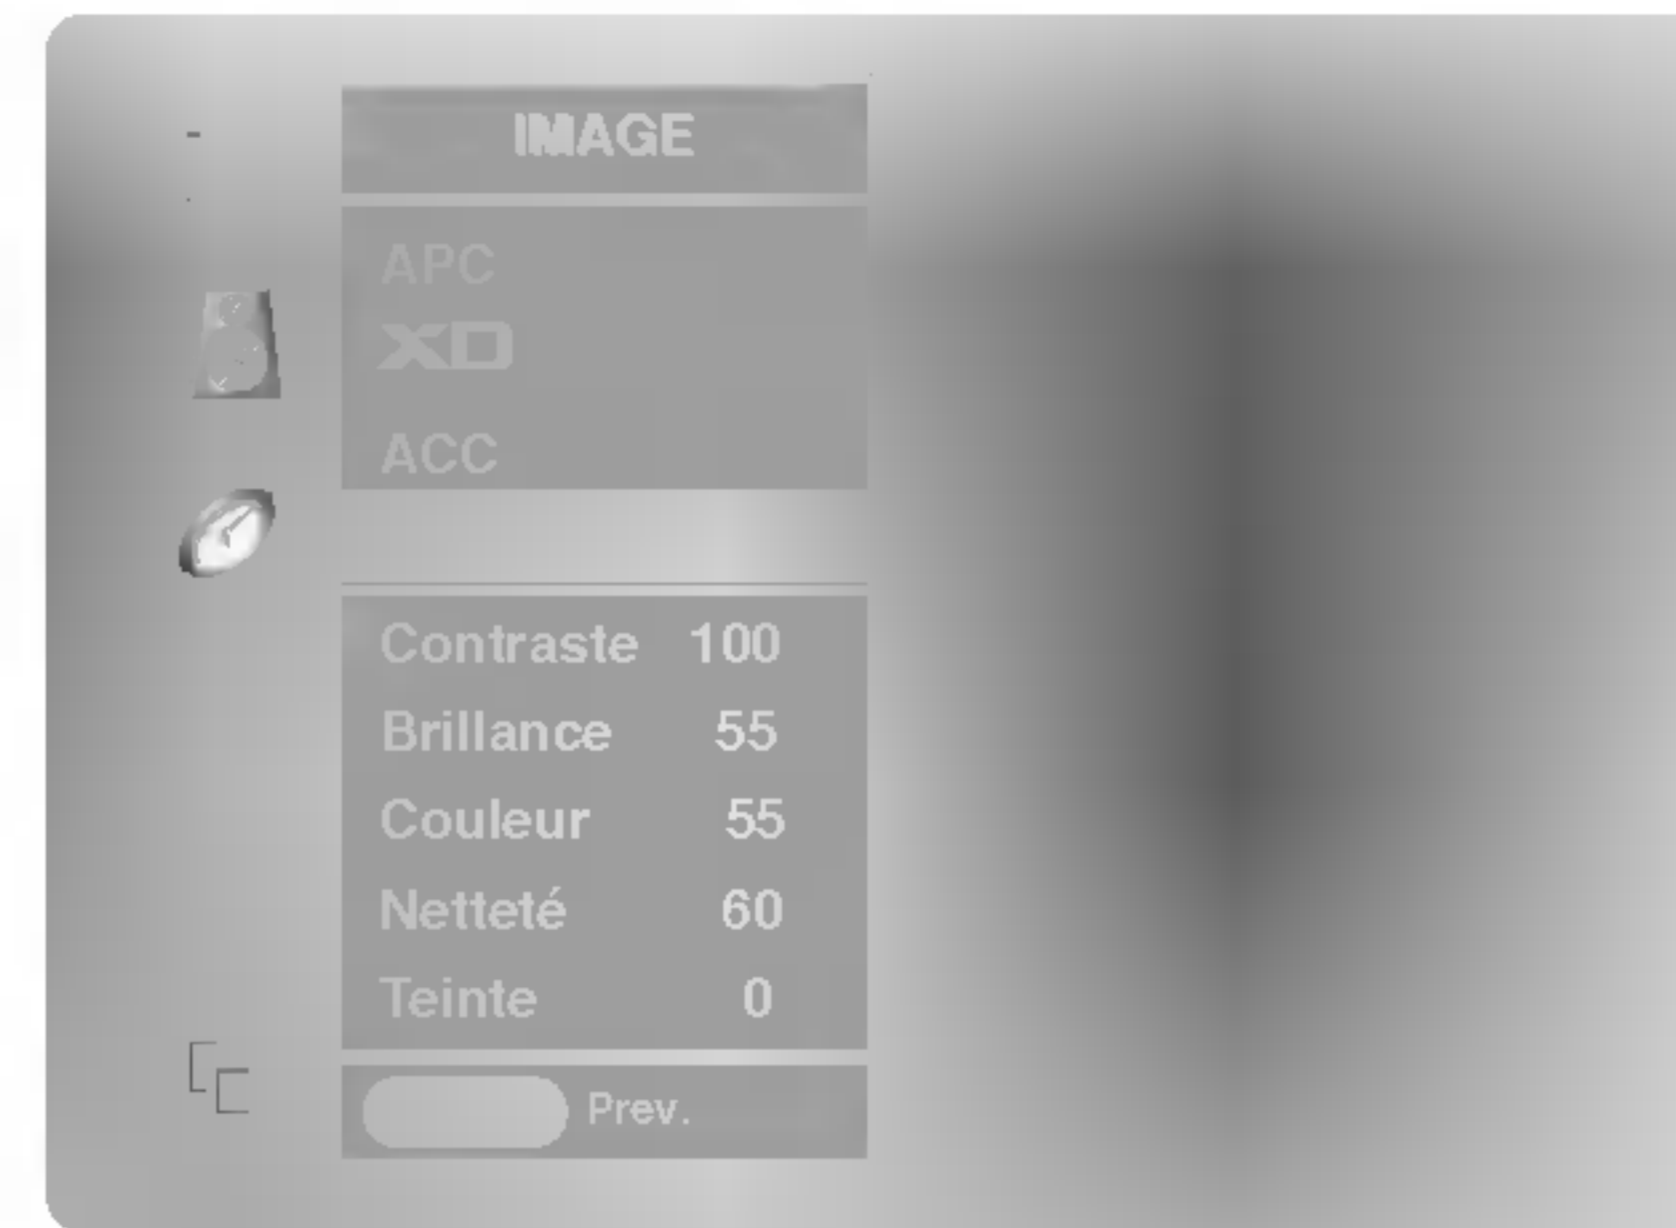 IMAGE
APC
XD
ACC
Contraste 100
Brillance 55
Couleur 55
Netteté 60
Teinte 0
Prev.